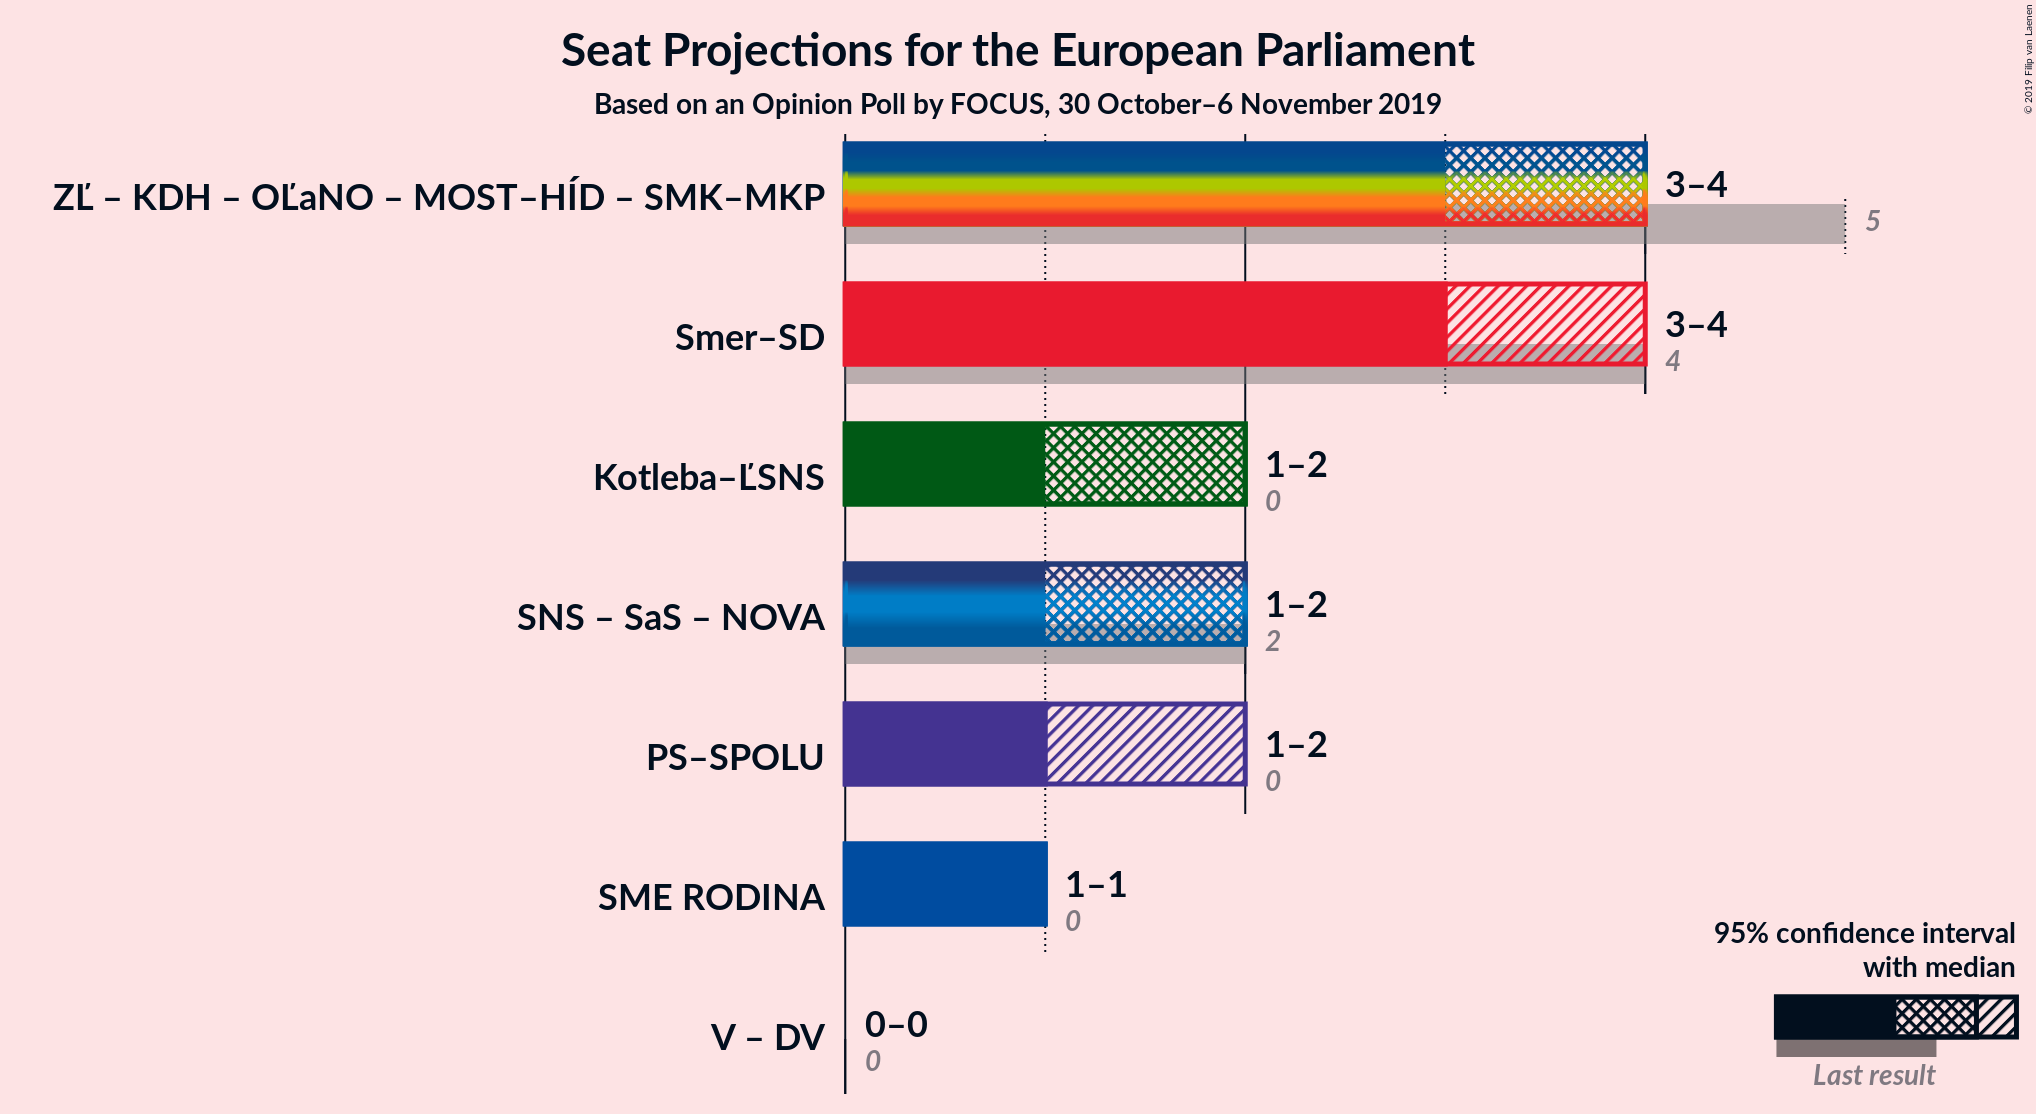 Seat Projections for the European Parliament
Based on an Opinion Poll by FOCUS, 30 October–6 November 2019
© 2019 Filip van Laenen
ZĽ – KDH – OĽaNO – MOST–HÍD – SMK–MKP
3–4
5
Smer–SD
3–4
4
Kotleba–ĽSNS
1–2
0
SNS – SaS – NOVA
1–2
2
PS–SPOLU
1–2
0
SME RODINA
1–1
0
V – DV
0–0
0
95% confidence interval
with median
Last result